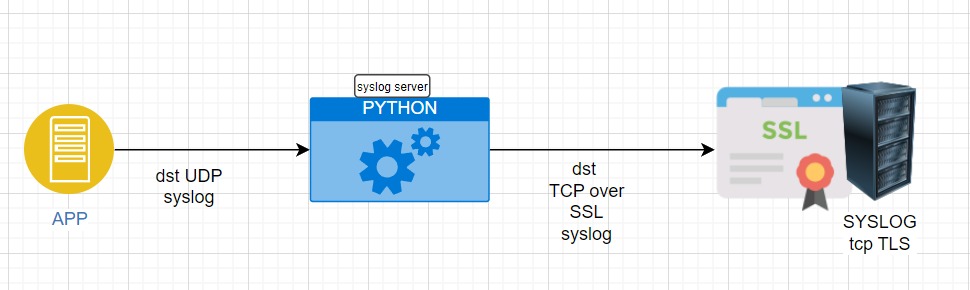 APP
dst UDP
syslog
syslog server
PYTHON
dst
TCP over
SSL
syslog
SSL
SYSLOG
tcp TLS